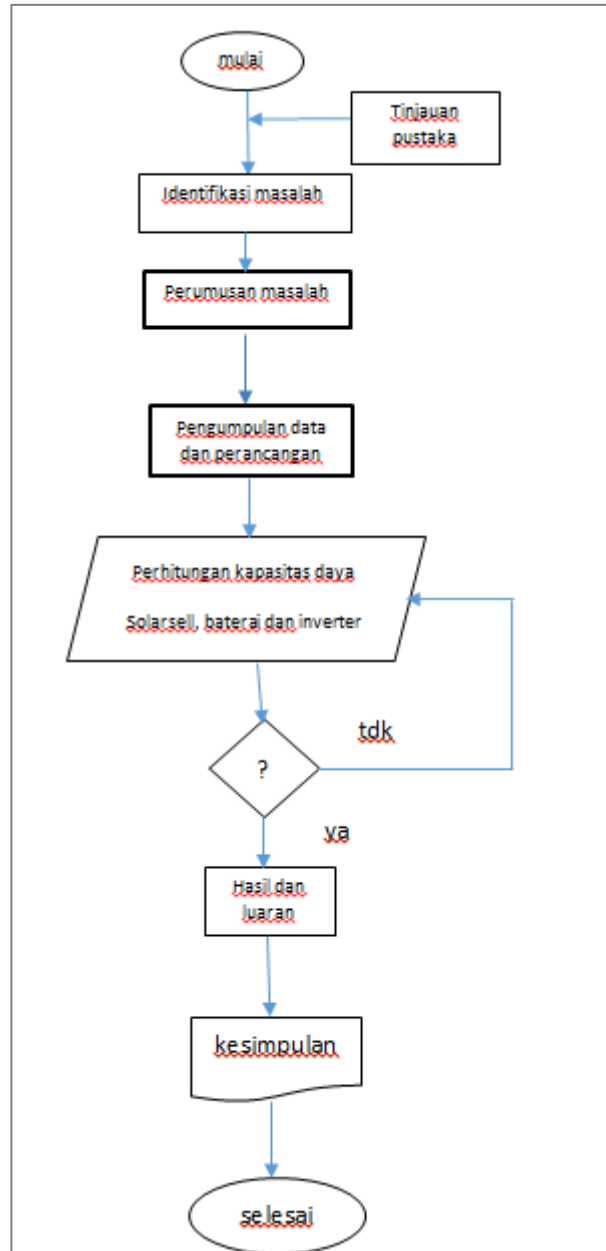 mulai
Tinjauan
pustaka
Identifikasi masalah
Perumusan masalah
Pengumpulan data
dan perancangan
Perhitungan kapasitas daya
Solarsell, baterai dan inverter
tdk
?
ya
Hasil dan
luaran
kesimpulan
selesai